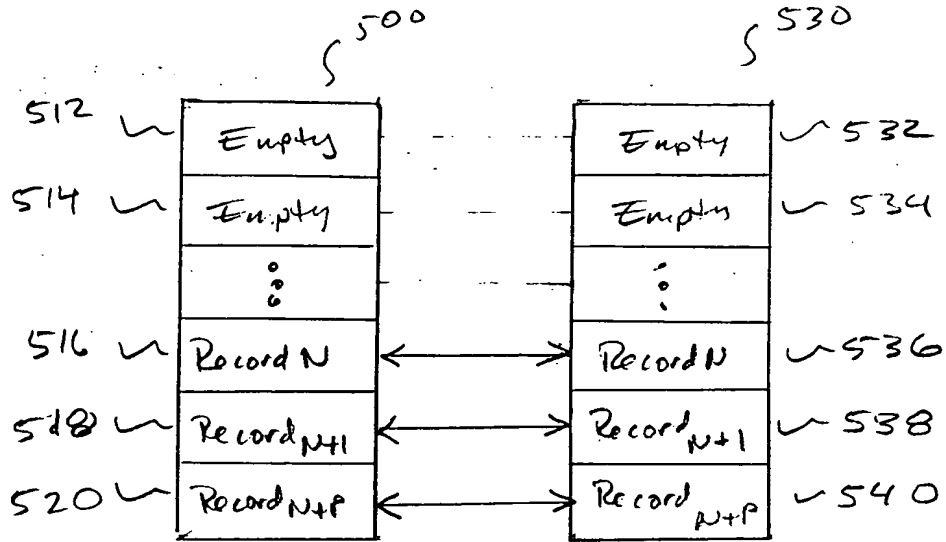 500 530
512 Empty Empty 532
514 Empty Empty 534
516 Record N Record N 536
518 Record N+1 Record N+1 538
520 Record N+P Record N+P 540